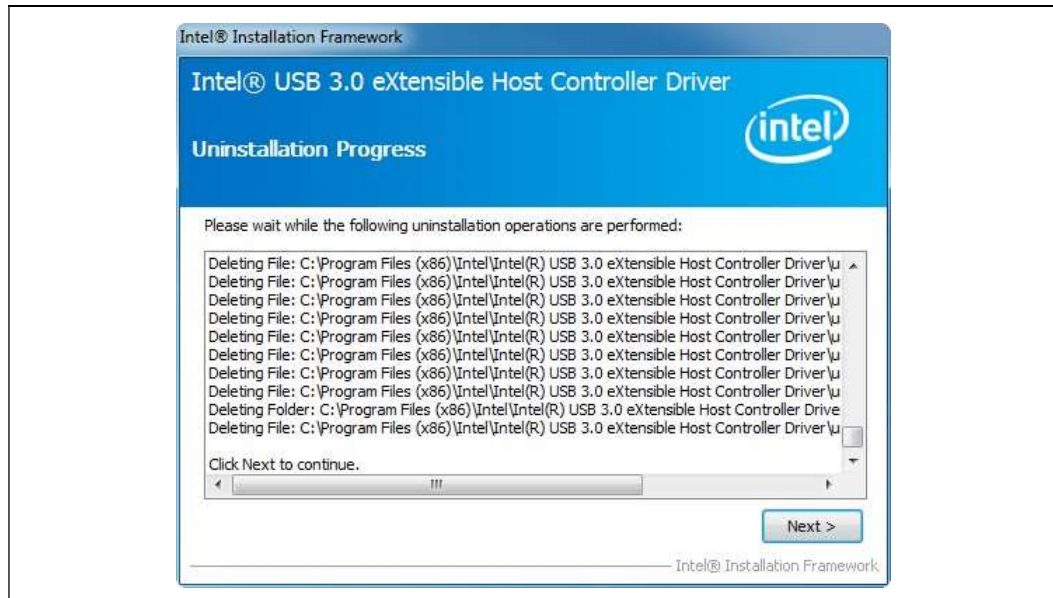 Intel® Installation Framework
Intel® USB 3.0 eXtensible Host Controller Driver
intel
Uninstallation Progress
Please wait while the following uninstallation operations are performed:
Deleting File: C:\Program Files (x86)\Intel\Intel(R) USB 3.0 eXtensible Host Controller Driver\u
Deleting File: C:\Program Files (x86)\Intel\Intel(R) USB 3.0 eXtensible Host Controller Driver\u
Deleting File: C:\Program Files (x86)\Intel\Intel(R) USB 3.0 eXtensible Host Controller Driver\u
Deleting File: C:\Program Files (x86)\Intel\Intel(R) USB 3.0 eXtensible Host Controller Driver\u
Deleting File: C:\Program Files (x86)\Intel\Intel(R) USB 3.0 eXtensible Host Controller Driver\u
Deleting File: C:\Program Files (x86)\Intel\Intel(R) USB 3.0 eXtensible Host Controller Driver\u
Deleting File: C:\Program Files (x86)\Intel\Intel(R) USB 3.0 eXtensible Host Controller Driver\u
Deleting File: C:\Program Files (x86)\Intel\Intel(R) USB 3.0 eXtensible Host Controller Driver\u
Deleting Folder: C:\Program Files (x86)\Intel\Intel(R) USB 3.0 eXtensible Host Controller Drive
Deleting File: C:\Program Files (x86)\Intel\Intel(R) USB 3.0 eXtensible Host Controller Driver\u
Click Next to continue.
Next >
Intel® Installation Framework